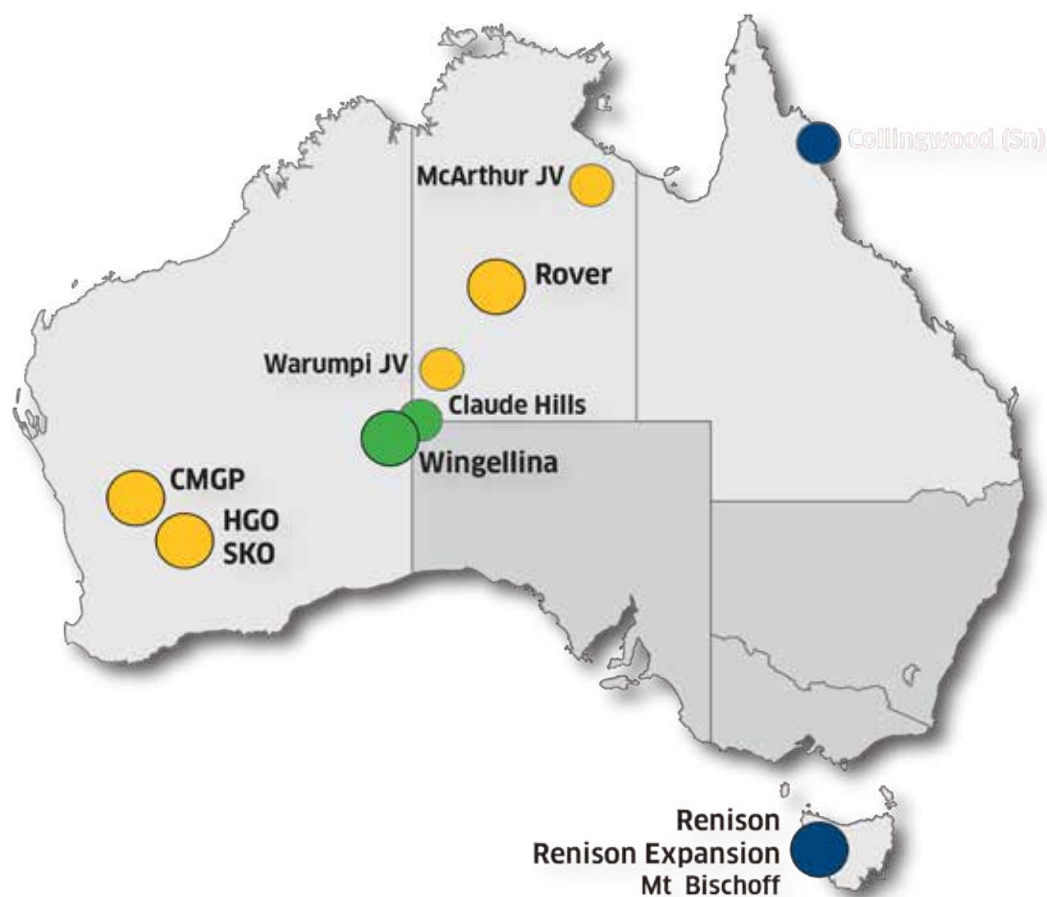 Collingwood (Sn)
McArthur JV
Rover
Warumpi JV
Claude Hills
Wingellina
CMGP
HGO
SKO
Renison
Renison Expansion
Mt Bischoff